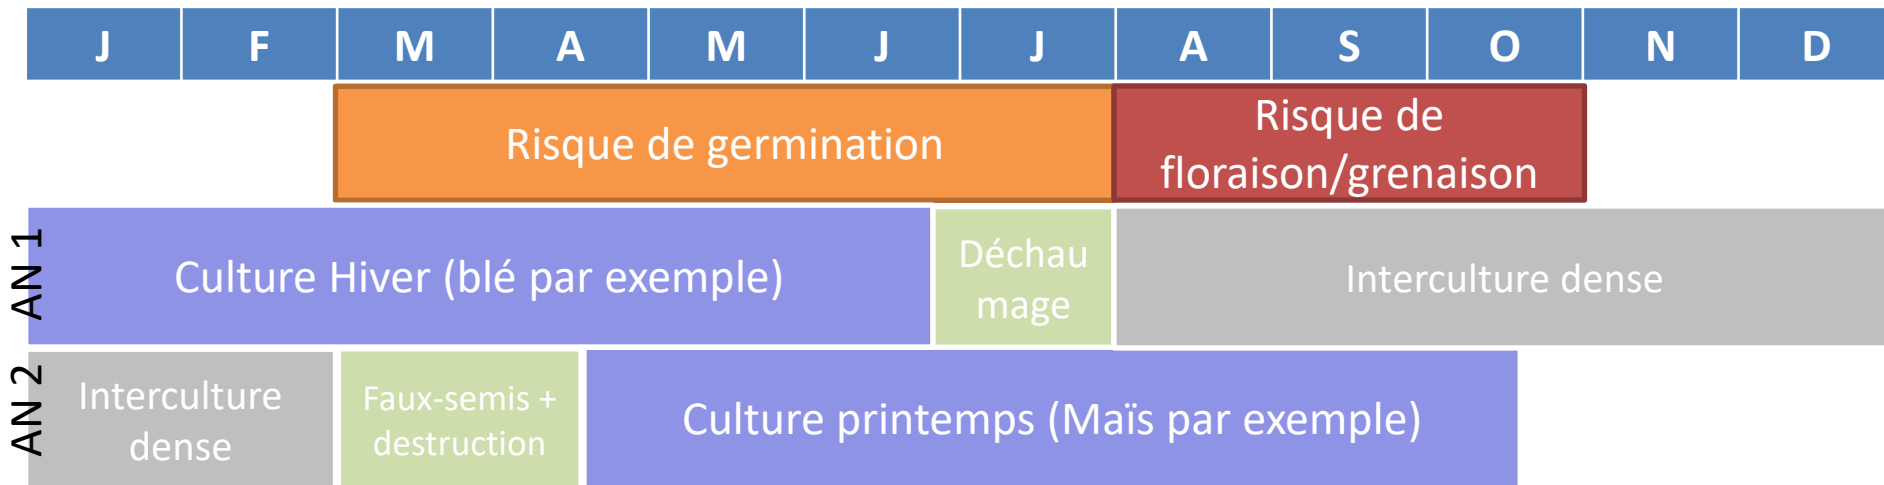 J F M A M J J A S O N D
Risque de germination
Risque de
floraison/grenaison
AN 1
Culture Hiver (blé par exemple)
Déchau
mage
Interculture dense
AN 2
Interculture
dense
Faux-semis +
destruction
Culture printemps (Maïs par exemple)